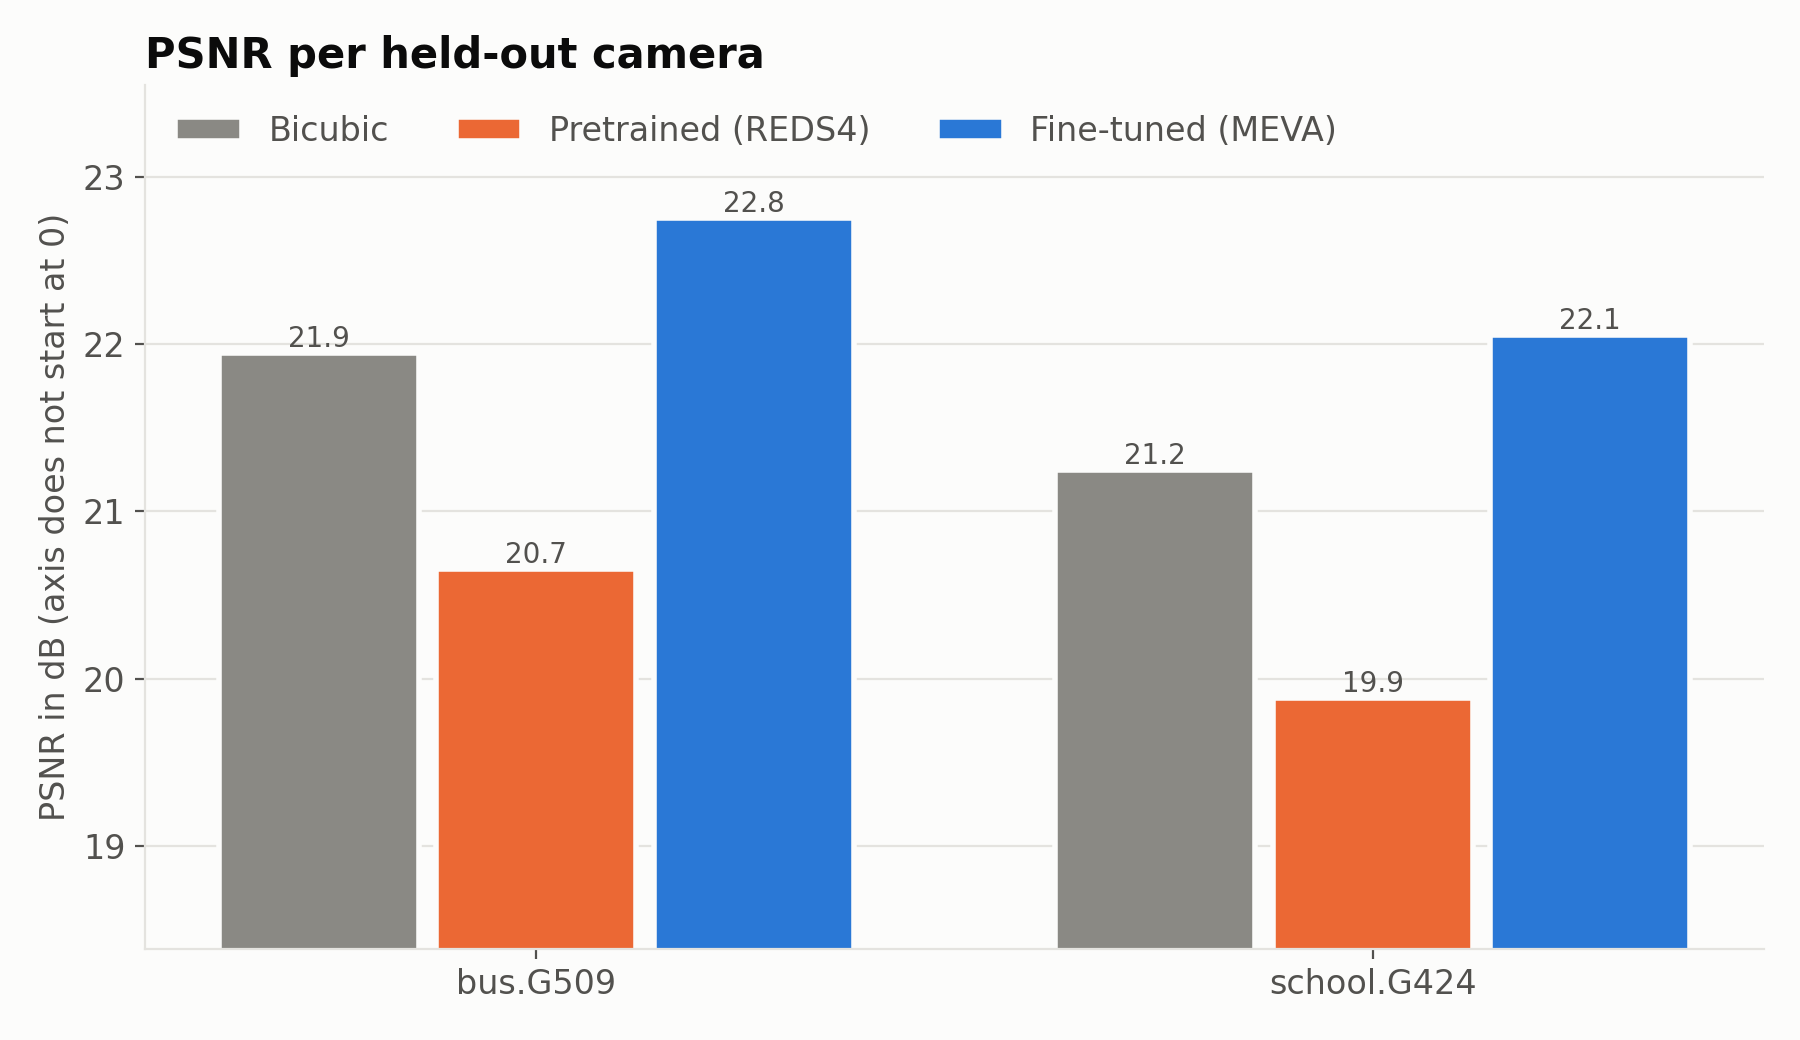 PSNR per held-out camera
Bicubic Pretrained (REDS4) Fine-tuned (MEVA)
PSNR in dB (axis does not start at 0)
23
22
21
20
19
21.9
20.7
22.8
21.2
19.9
22.1
bus.G509 school.G424